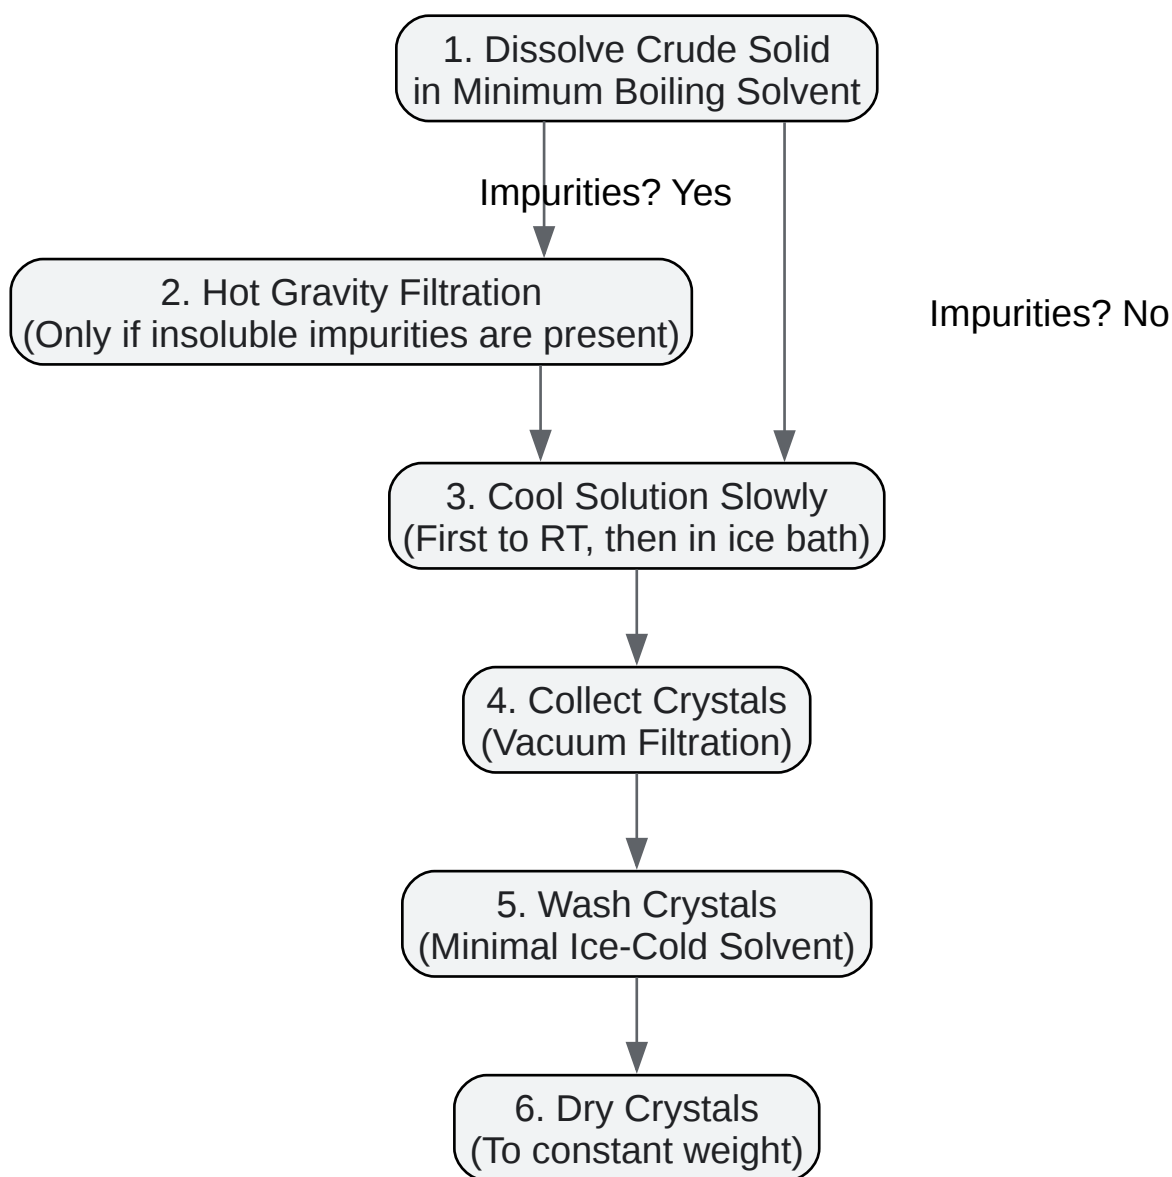 1. Dissolve Crude Solid
in Minimum Boiling Solvent
Impurities? Yes
2. Hot Gravity Filtration
(Only if insoluble impurities are present)
Impurities? No
3. Cool Solution Slowly
(First to RT, then in ice bath)
4. Collect Crystals
(Vacuum Filtration)
5. Wash Crystals
(Minimal Ice-Cold Solvent)
6. Dry Crystals
(To constant weight)